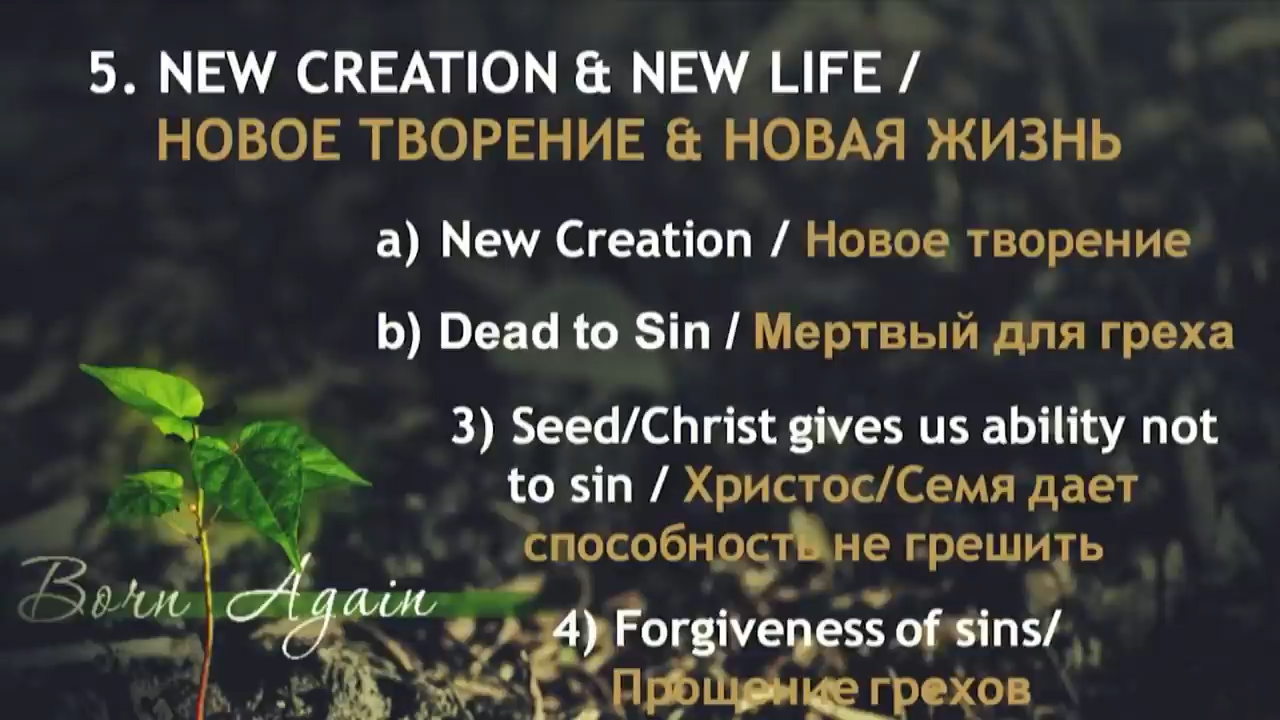 5. NEW CREATION & NEW LIFE /
НОВОЕ ТВОРЕНИЕ & НОВАЯ ЖИЗНЬ
a) New Creation / Новое творение
b) Dead to Sin / Мертвый для греха
3) Seed/Christ gives us ability not
to sin / Христос/Семя дает
способность не грешить
Born Again
4) Forgiveness of sins/
Прощение грехов